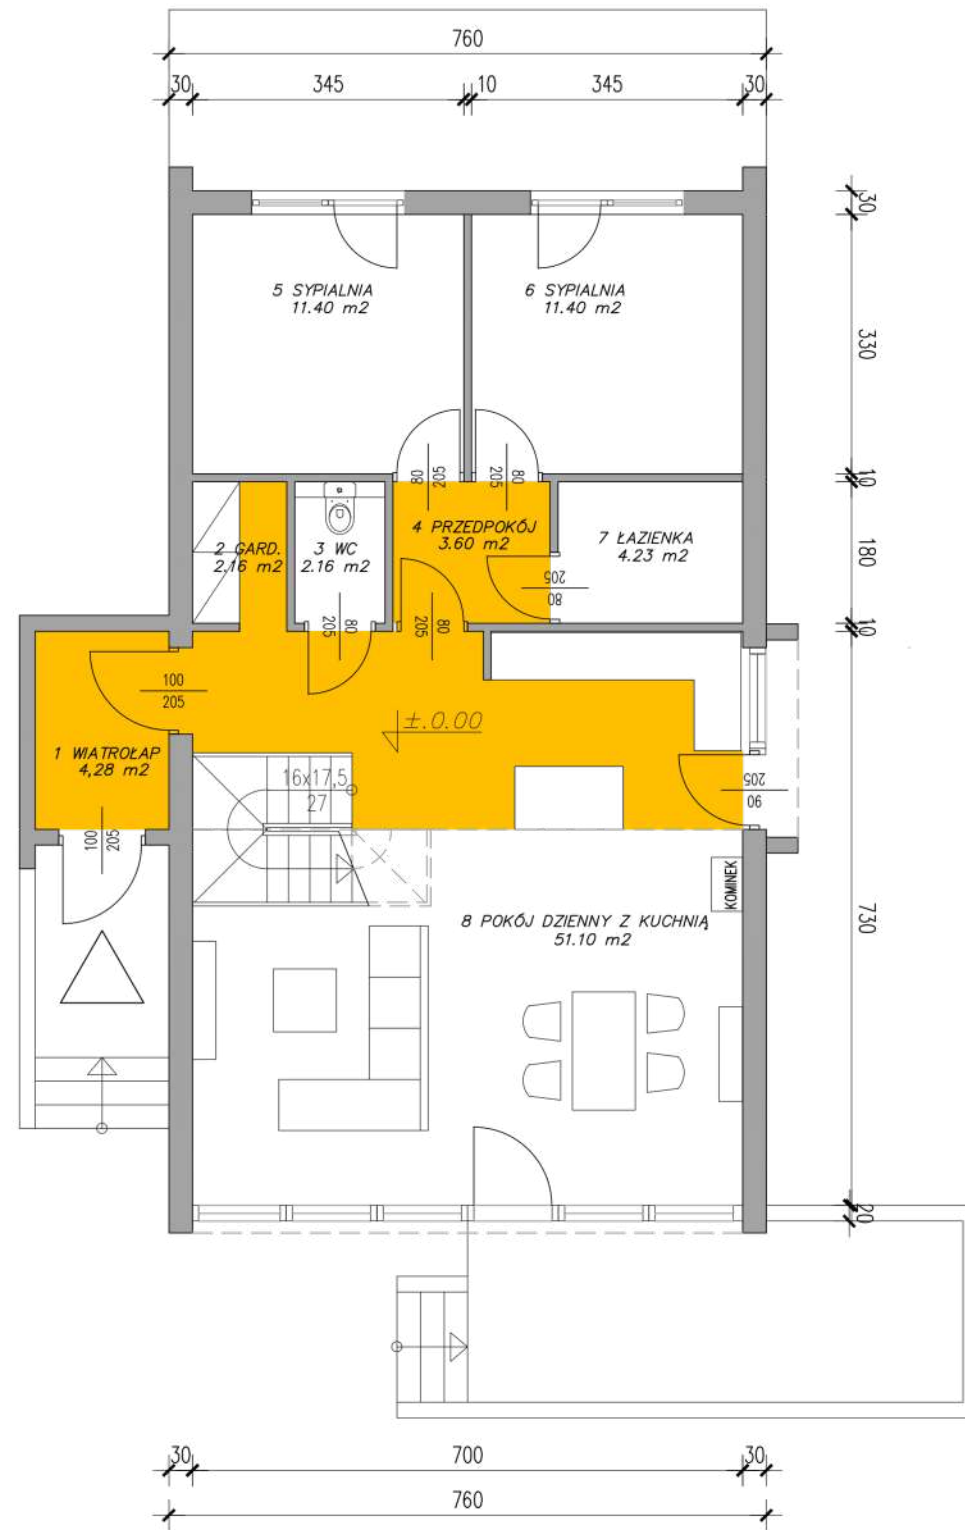 760
30
345
10
345
30
30
5 SYPIALNIA
11.40 m2
6 SYPIALNIA
11.40 m2
330
80
205
205
80
10
2 GARD.
2.16 m2
3 WC
2.16 m2
4 PRZEDPOKÓJ
3.60 m2
7 ŁAZIENKA
4.23 m2
180
205
80
205
80
205
80
10
100
205
±.0.00
1 WIATROŁAP
4,28 m2
16x17,5
27
205
90
100
205
KOMINEK
8 POKÓJ DZIENNY Z KUCHNIĄ
51.10 m2
730
20
30
700
30
760